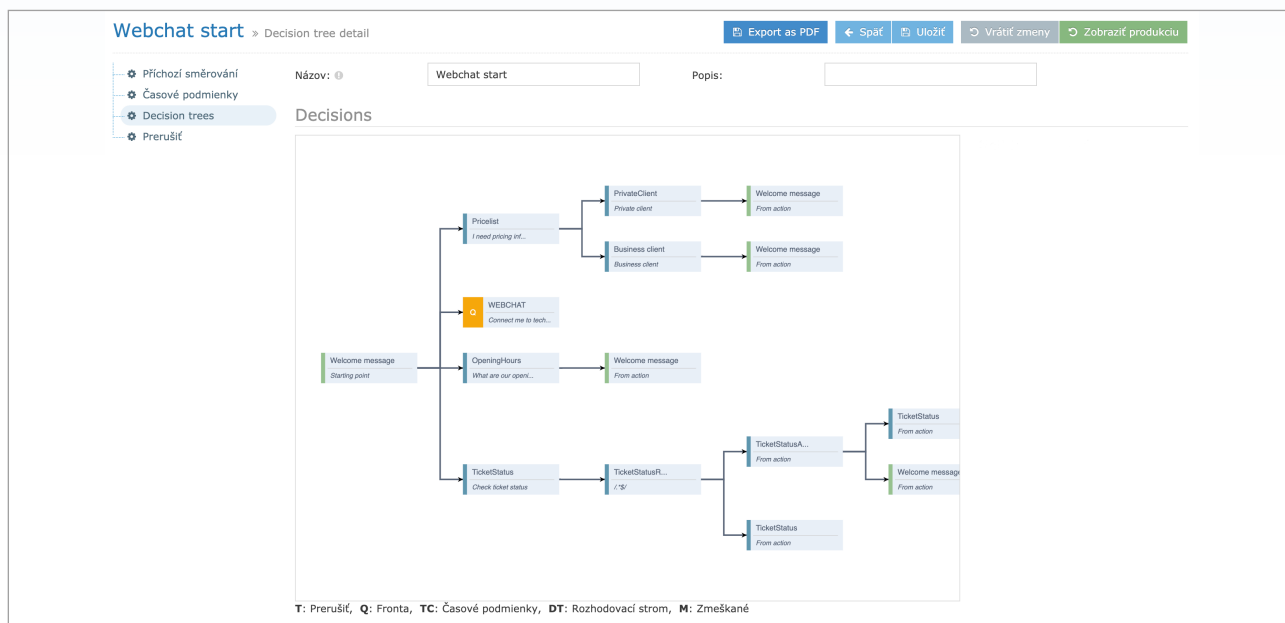 Webchat start » Decision tree detail
Export as PDF
Späť
Uložiť
Vrátiť zmeny
Zobraziť produkciu
Příchozí směrování
Časové podmienky
Decision trees
Prerušiť
Názov:
Webchat start
Popis:
Decisions
PrivateClient
Private client
Welcome message
From action
Pricelist
I need pricing inf...
Business client
Business client
Welcome message
From action
Q
WEBCHAT
Connect me to tech...
Welcome message
Starting point
OpeningHours
What are our openi...
Welcome message
From action
TicketStatus
From action
TicketStatusA...
From action
TicketStatus
Check ticket status
TicketStatusR...
/.*$/
Welcome message
From action
TicketStatus
From action
T: Prerušiť, Q: Fronta, TC: Časové podmienky, DT: Rozhodovací strom, M: Zmeškané